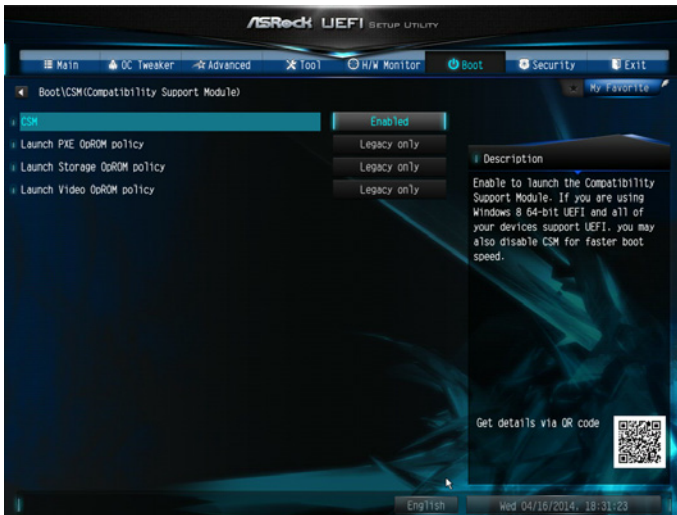 ASRock UEFI SETUP UTILITY
Main OC Tweaker Advanced Tool H/W Monitor Boot Security Exit
Boot\CSM(Compatibility Support Module)
My Favorite
CSM Enabled
Launch PXE OpROM policy Legacy only
Launch Storage OpROM policy Legacy only
Launch Video OpROM policy Legacy only
Description
Enable to launch the Compatibility
Support Module. If you are using
Windows 8 64-bit UEFI and all of
your devices support UEFI. you may
also disable CSM for faster boot
speed.
Get details via QR code
English Wed 04/16/2014. 18:31:23